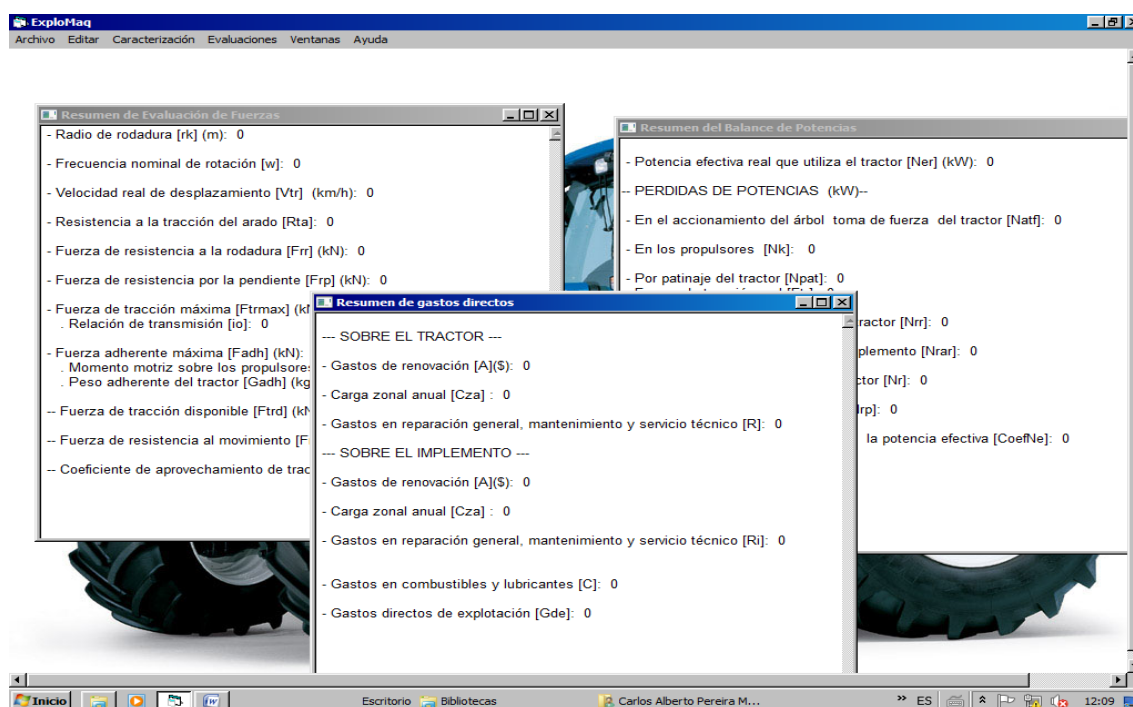 ExploMaq
Archivo Editar Caracterización Evaluaciones Ventanas Ayuda
Resumen de Evaluación de Fuerzas
- Radio de rodadura [rk] (m): 0
- Frecuencia nominal de rotación [w]: 0
- Velocidad real de desplazamiento [Vtr] (km/h): 0
- Resistencia a la tracción del arado [Rta]: 0
- Fuerza de resistencia a la rodadura [Frr] (kN): 0
- Fuerza de resistencia por la pendiente [Frp] (kN): 0
- Fuerza de tracción máxima [Ftrmax] (k
. Relación de transmisión [io]: 0
- Fuerza adherente máxima [Fadh] (kN):
. Momento motriz sobre los propulsore
. Peso adherente del tractor [Gadh] (kg
-- Fuerza de tracción disponible [Ftrd] (k
-- Fuerza de resistencia al movimiento [F
-- Coeficiente de aprovechamiento de trac
Resumen del Balance de Potencias
- Potencia efectiva real que utiliza el tractor [Ner] (kW): 0
-- PERDIDAS DE POTENCIAS (kW)--
- En el accionamiento del árbol toma de fuerza del tractor [Natf]: 0
- En los propulsores [Nk]: 0
- Por patinaje del tractor [Npat]: 0
ractor [Nrr]: 0
plemento [Nrar]: 0
ctor [Nr]: 0
rp]: 0
la potencia efectiva [CoefNe]: 0
Resumen de gastos directos
--- SOBRE EL TRACTOR ---
- Gastos de renovación [A]($): 0
- Carga zonal anual [Cza] : 0
- Gastos en reparación general, mantenimiento y servicio técnico [R]: 0
--- SOBRE EL IMPLEMENTO ---
- Gastos de renovación [A]($): 0
- Carga zonal anual [Cza] : 0
- Gastos en reparación general, mantenimiento y servicio técnico [Ri]: 0
- Gastos en combustibles y lubricantes [C]: 0
- Gastos directos de explotación [Gde]: 0
Inicio Escritorio Bibliotecas Carlos Alberto Pereira M... » ES 12:09